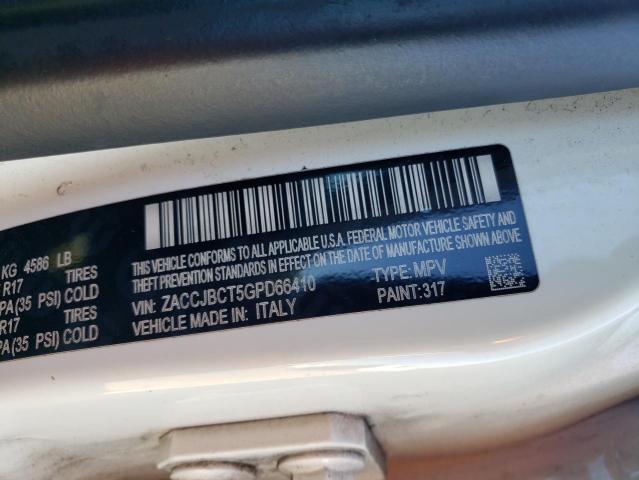 KG 4586 LB
R17 TIRES
PA(35 PSI) COLD
R17 TIRES
PA(35 PSI) COLD
THIS VEHICLE CONFORMS TO ALL APPLICABLE U.S.A. FEDERAL MOTOR VEHICLE SAFETY AND
THEFT PREVENTION STANDARDS IN EFFECT ON THE DATE OF MANUFACTURE SHOWN ABOVE
VIN: ZACCJBCT5GPD66410 TYPE: MPV
VEHICLE MADE IN: ITALY PAINT: 317